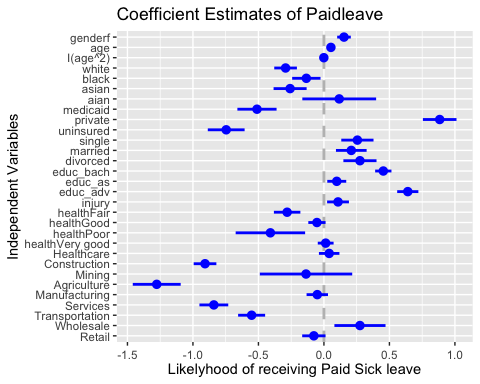 Coefficient Estimates of Paidleave
Independent Variables
genderf
age
I(age^2)
white
black
asian
aian
medicaid
private
uninsured
single
married
divorced
educ_bach
educ_as
educ_adv
injury
healthFair
healthGood
healthPoor
healthVery good
Healthcare
Construction
Mining
Agriculture
Manufacturing
Services
Transportation
Wholesale
Retail
-1.5 -1.0 -0.5 0.0 0.5 1.0
Likelyhood of receiving Paid Sick leave